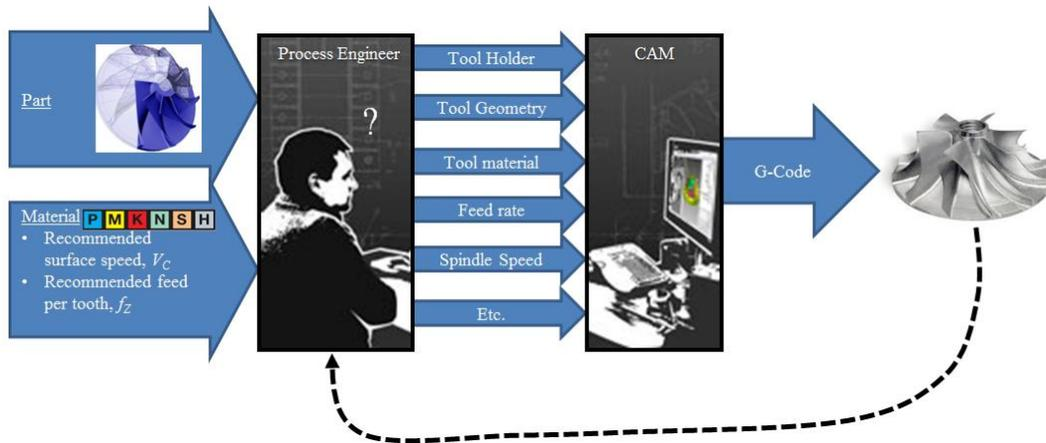 Part
Material P M K N S H
• Recommended
surface speed, V_C
• Recommended feed
per tooth, f_Z
Process Engineer
?
Tool Holder
Tool Geometry
Tool material
Feed rate
Spindle Speed
Etc.
CAM
G-Code